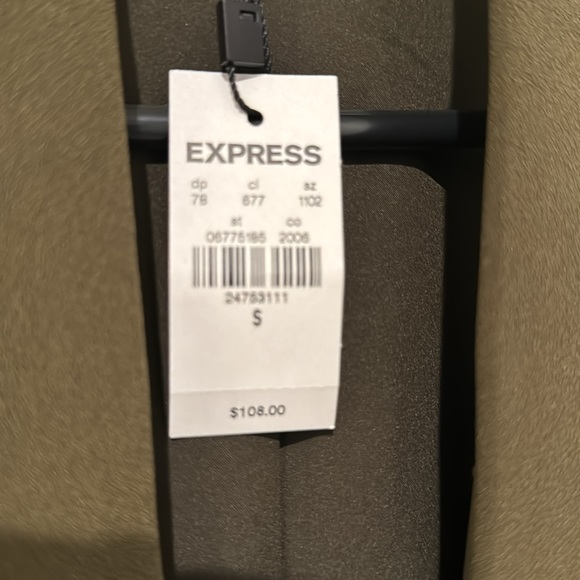 EXPRESS
dp cl sz
78 677 1102
st co
06775185 2006
24753111
S
$108.00